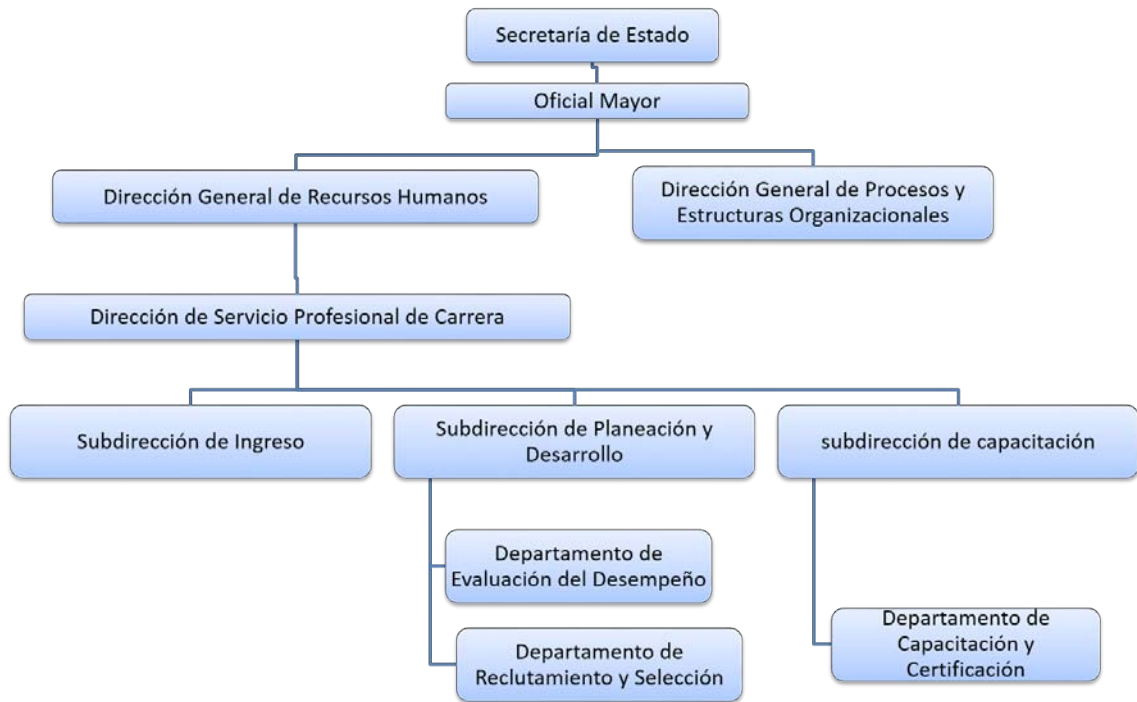 Secretaría de Estado
Oficial Mayor
Dirección General de Recursos Humanos
Dirección General de Procesos y
Estructuras Organizacionales
Dirección de Servicio Profesional de Carrera
Subdirección de Ingreso
Subdirección de Planeación y
Desarrollo
subdirección de capacitación
Departamento de
Evaluación del Desempeño
Departamento de
Reclutamiento y Selección
Departamento de
Capacitación y
Certificación